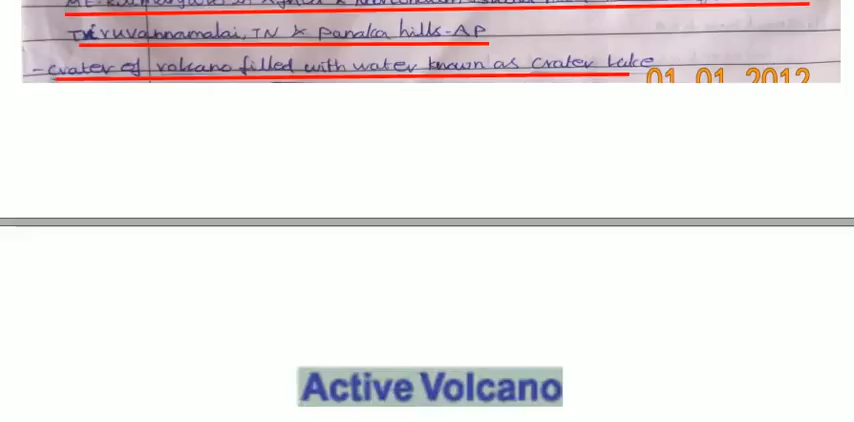 Tiruvannamalai, TN & Panaka hills-AP
-Crater of volcano filled with water known as Crater Lake
01 01 2012
Active Volcano